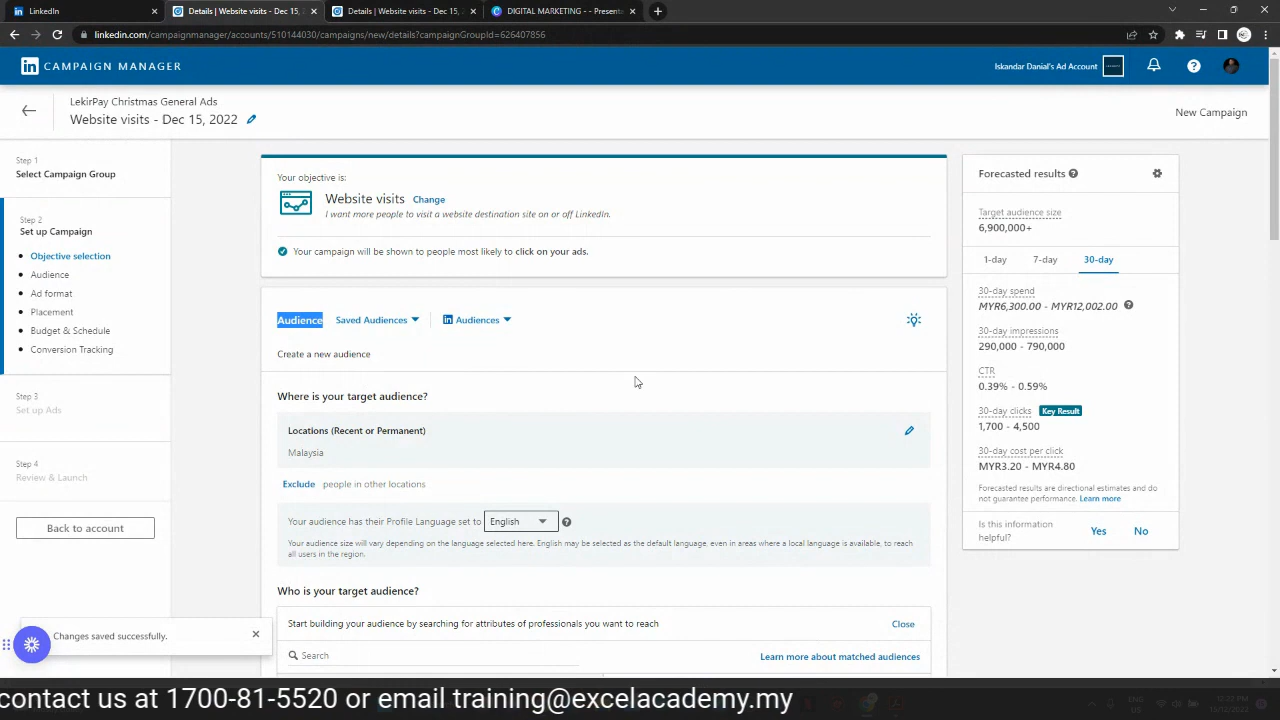 LinkedIn
Details | Website visits - Dec 15, 2
Details | Website visits - Dec 15, 2
DIGITAL MARKETING - - Presente
linkedin.com/campaignmanager/accounts/510144030/campaigns/new/details?campaignGroupId=626407856
in CAMPAIGN MANAGER
Iskandar Danial's Ad Account
LekirPay Christmas General Ads
Website visits - Dec 15, 2022
New Campaign
Step 1
Select Campaign Group
Step 2
Set up Campaign
Objective selection
Audience
Ad format
Placement
Budget & Schedule
Conversion Tracking
Step 3
Set up Ads
Step 4
Review & Launch
Back to account
Changes saved successfully.
Your objective is:
Website visits Change
I want more people to visit a website destination site on or off LinkedIn.
Your campaign will be shown to people most likely to click on your ads.
Audience Saved Audiences in Audiences
Create a new audience
Where is your target audience?
Locations (Recent or Permanent)
Malaysia
Exclude people in other locations
Your audience has their Profile Language set to English
Your audience size will vary depending on the language selected here. English may be selected as the default language, even in areas where a local language is available, to reach
all users in the region.
Who is your target audience?
Start building your audience by searching for attributes of professionals you want to reach Close
Search
Learn more about matched audiences
Forecasted results
Target audience size
6,900,000+
1-day 7-day 30-day
30-day spend
MYR6,300.00 - MYR12,002.00
30-day impressions
290,000 - 790,000
CTR
0.39% - 0.59%
30-day clicks Key Result
1,700 - 4,500
30-day cost per click
MYR3.20 - MYR4.80
Forecasted results are directional estimates and do
not guarantee performance. Learn more
Is this information
helpful?
Yes No
contact us at 1700-81-5520 or email training@excelacademy.my
ENG
US